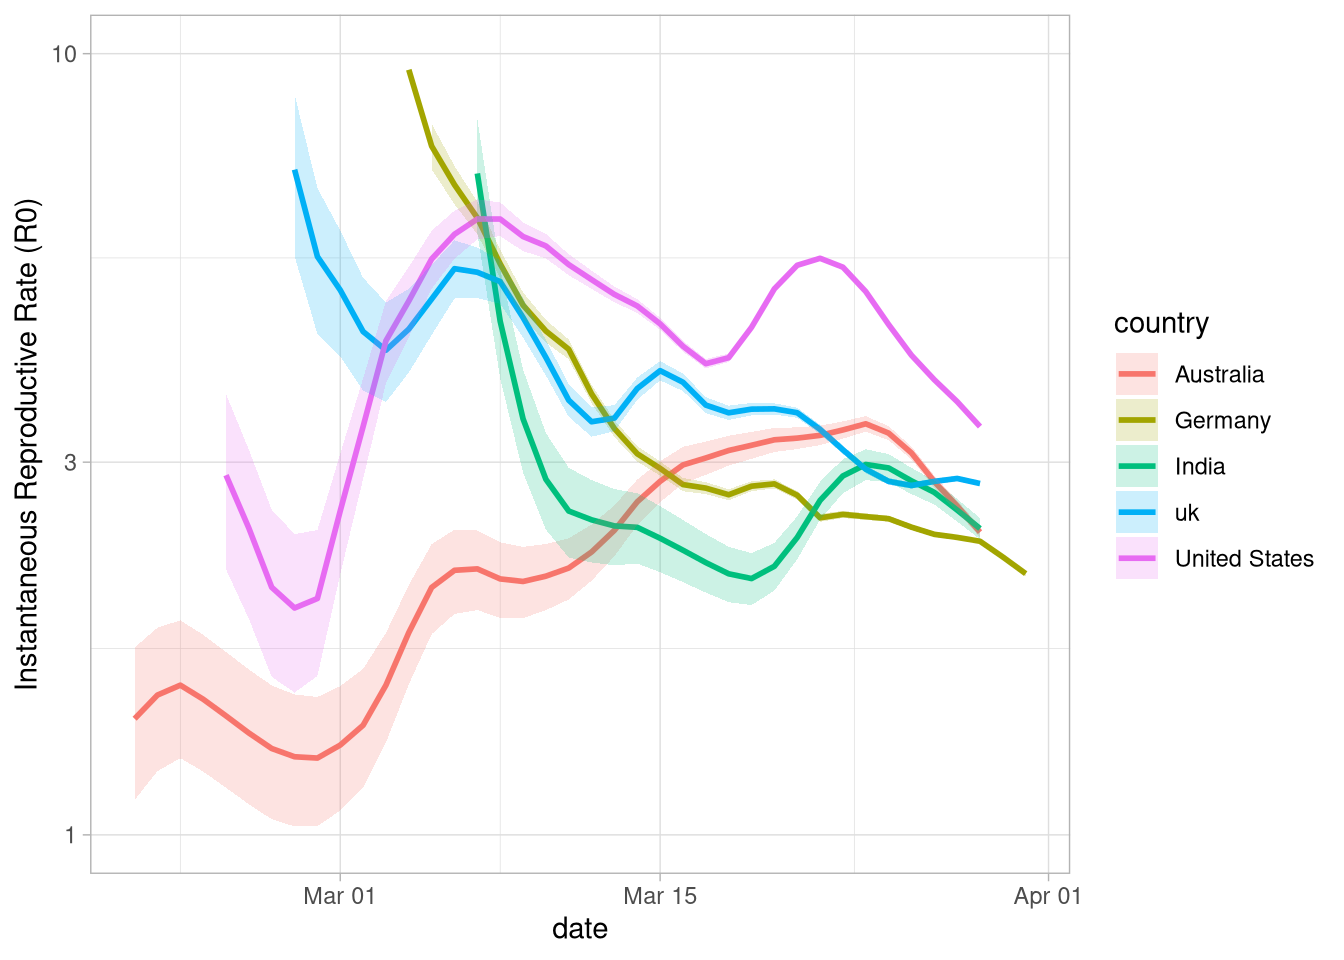 Instantaneous Reproductive Rate (R0)
10
3
1
Mar 01
Mar 15
Apr 01
date
country
Australia
Germany
India
uk
United States